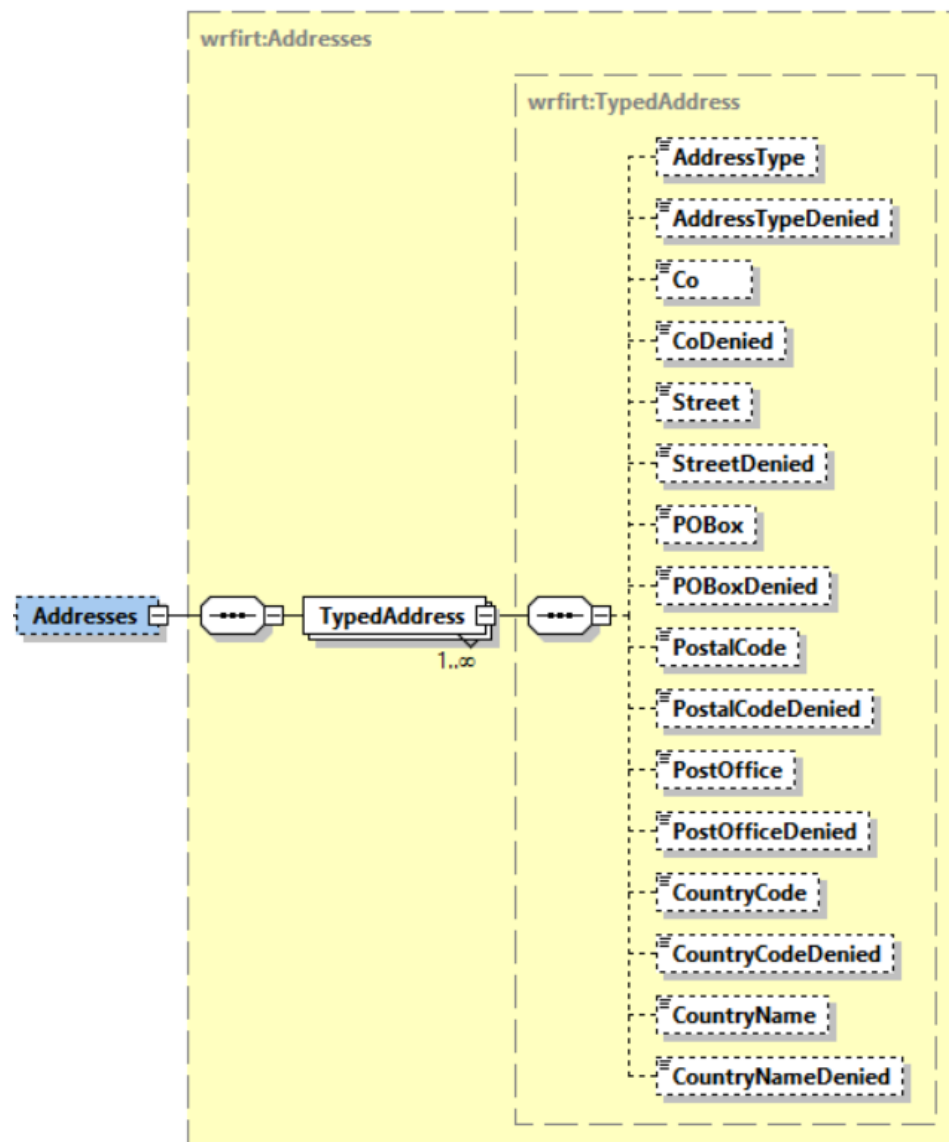 wrfirt:Addresses
wrfirt:TypedAddress
AddressType
AddressTypeDenied
Co
CoDenied
Street
StreetDenied
POBox
POBoxDenied
Addresses
TypedAddress
1..∞
PostalCode
PostalCodeDenied
PostOffice
PostOfficeDenied
CountryCode
CountryCodeDenied
CountryName
CountryNameDenied